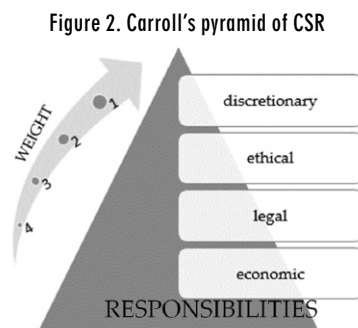 Figure 2. Carroll's pyramid of CSR
WEIGHT
1
2
3
4
discretionary
ethical
legal
economic
RESPONSIBILITIES